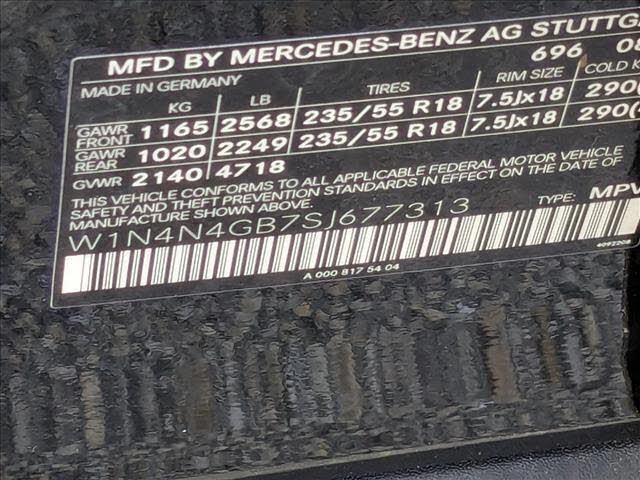 MFD BY MERCEDES-BENZ AG STUTTG
MADE IN GERMANY 696
KG LB TIRES RIM SIZE COLD
GAWR FRONT 1165 2568 235/55 R18 7.5Jx18 290
GAWR REAR 1020 2249 235/55 R18 7.5Jx18 290
GVWR 2140 4718
THIS VEHICLE CONFORMS TO ALL APPLICABLE FEDERAL MOTOR VEHICLE
SAFETY AND THEFT PREVENTION STANDARDS IN EFFECT ON THE DATE OF
MANUFACTURE SHOWN ABOVE.
W1N4N4GB7SJ677313 TYPE: MPV
4092208
A 000 817 54 04